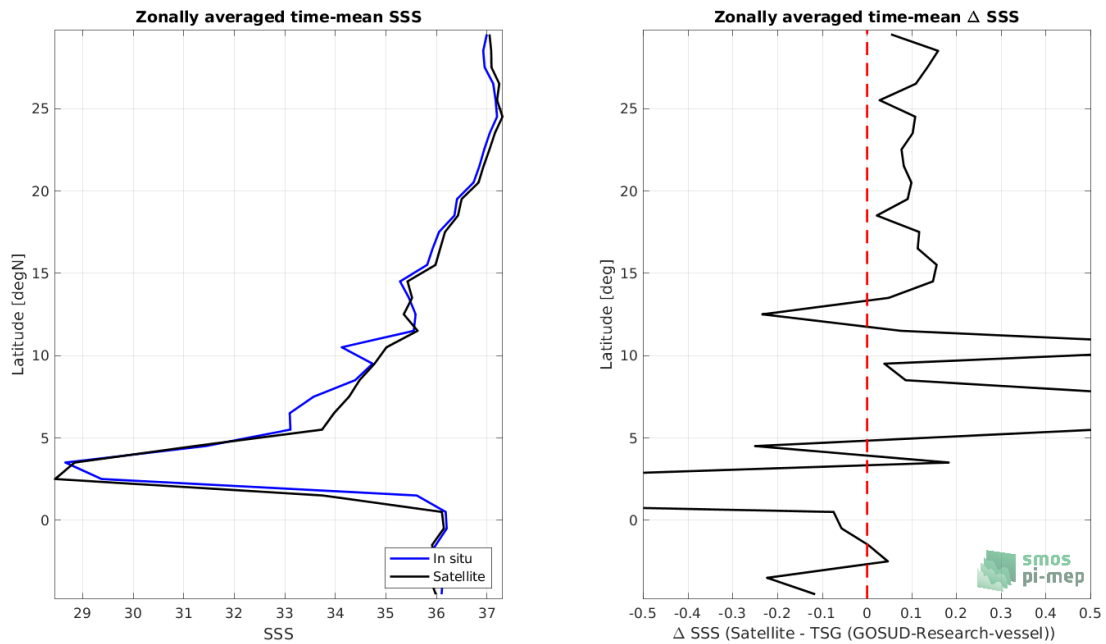 Zonally averaged time-mean SSS
Latitude [degN]
25
20
15
10
5
0
29 30 31 32 33 34 35 36 37
SSS
In situ
Satellite
Zonally averaged time-mean Δ SSS
Latitude [deg]
25
20
15
10
5
0
-0.5 -0.4 -0.3 -0.2 -0.1 0 0.1 0.2 0.3 0.4 0.5
Δ SSS (Satellite - TSG (GOSUD-Research-vessel))
smos
pi-mep